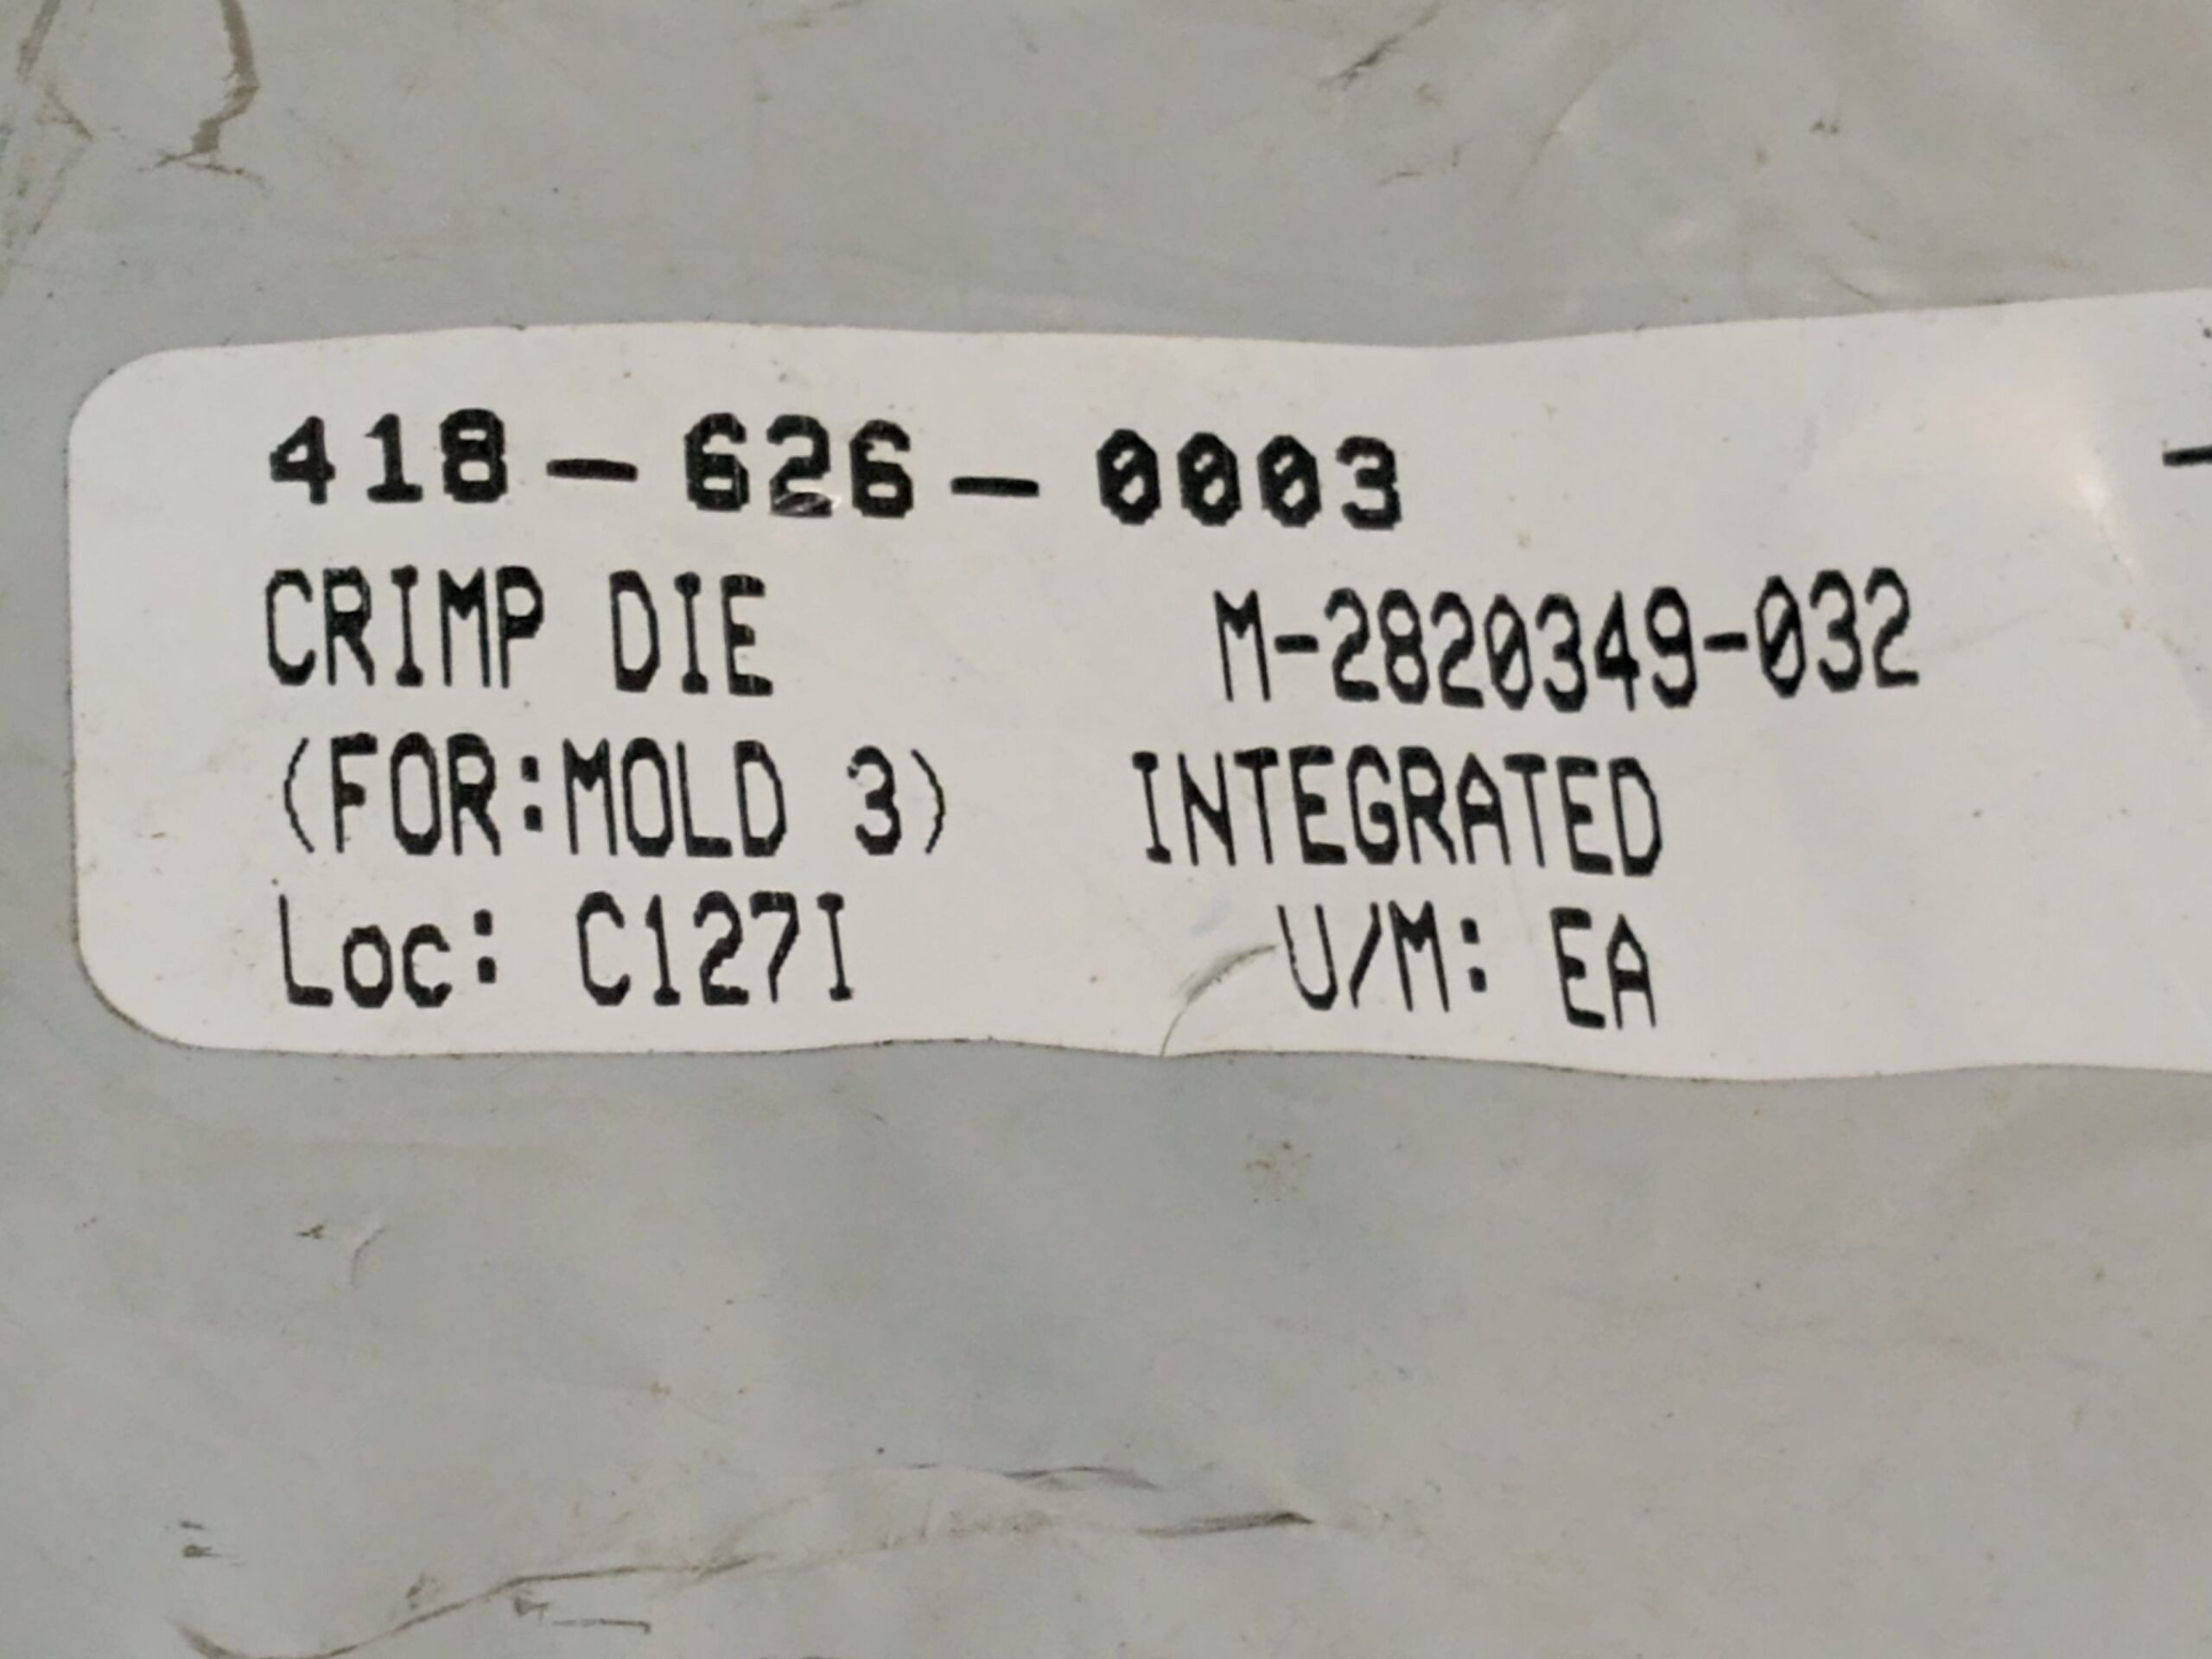 418-626-0003
CRIMP DIE M-2820349-032
(FOR:MOLD 3) INTEGRATED
Loc: C127I U/M: EA